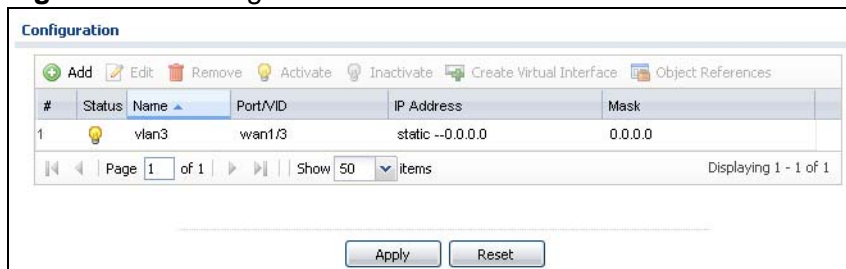 Configuration
Add Edit Remove Activate Inactivate Create Virtual Interface Object References
# Status Name Port/VID IP Address Mask
1 vlan3 wan1/3 static --0.0.0.0 0.0.0.0
Page 1 of 1 Show 50 items Displaying 1 - 1 of 1
Apply Reset